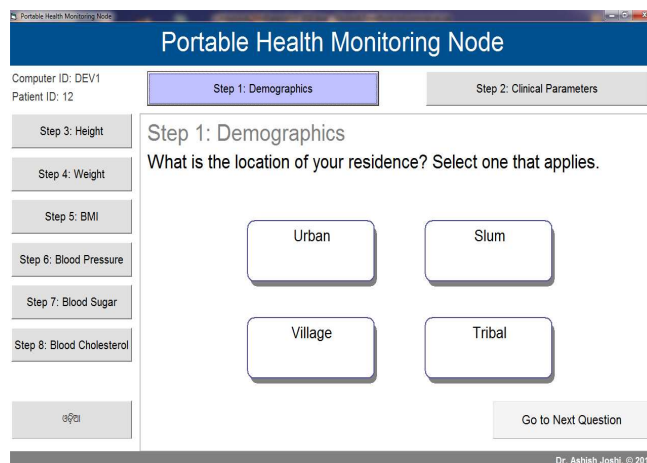 Portable Health Monitoring Node
Portable Health Monitoring Node
Computer ID: DEV1
Patient ID: 12
Step 1: Demographics
Step 2: Clinical Parameters
Step 3: Height
Step 4: Weight
Step 5: BMI
Step 6: Blood Pressure
Step 7: Blood Sugar
Step 8: Blood Cholesterol
ଓଡ଼ିଆ
Step 1: Demographics
What is the location of your residence? Select one that applies.
Urban
Slum
Village
Tribal
Go to Next Question
Dr. Ashish Joshi, © 201